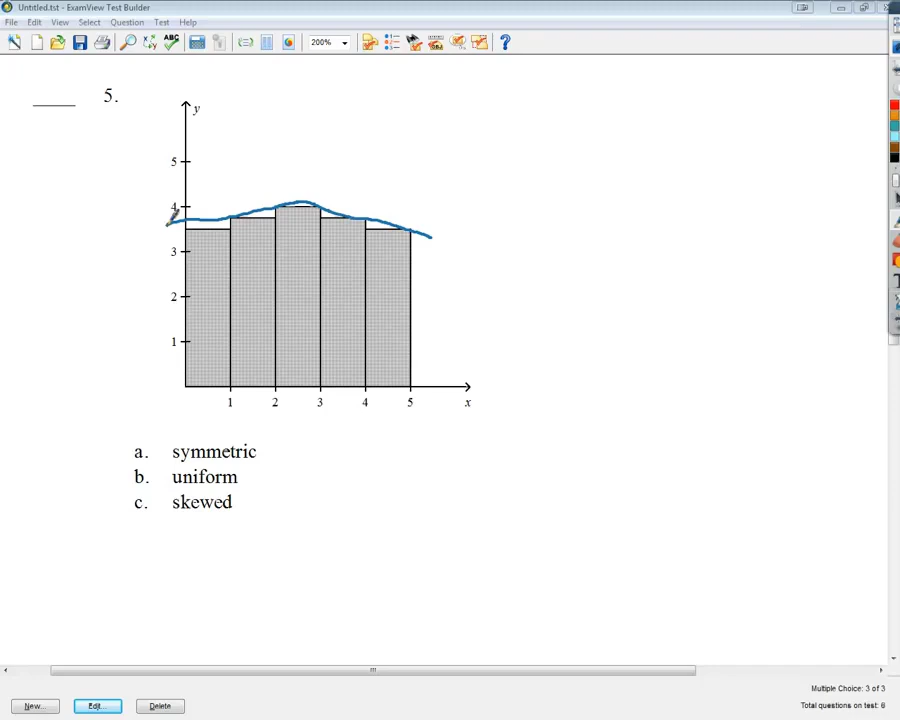 Untitled.tst - ExamView Test Builder
File Edit View Select Question Test Help
ABC 200% ?
5.
y
5
4
3
2
1
1 2 3 4 5 x
a. symmetric
b. uniform
c. skewed
New... Edit... Delete
Multiple Choice: 3 of 3
Total questions on test: 6